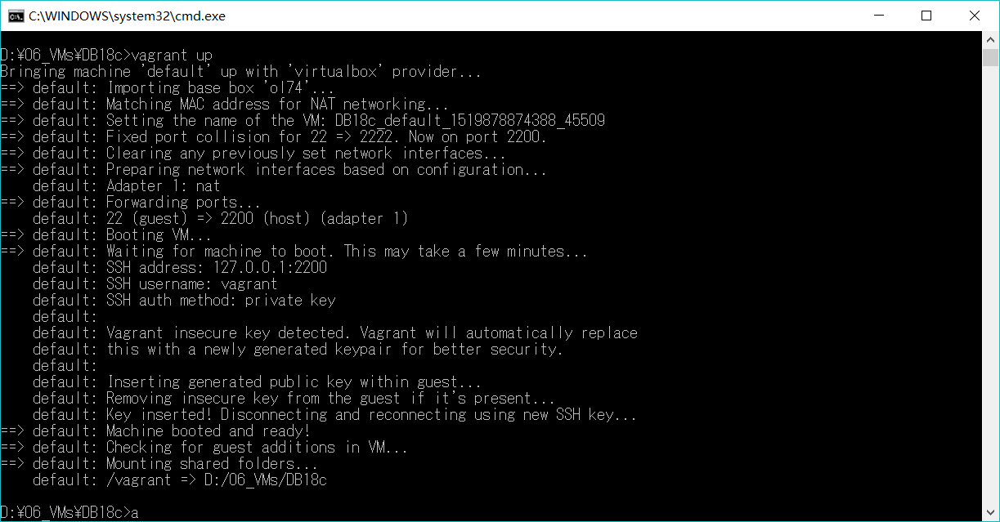 C:\WINDOWS\system32\cmd.exe
D:¥06_VMs¥DB18c>vagrant up
Bringing machine 'default' up with 'virtualbox' provider...
==> default: Importing base box 'ol74'...
==> default: Matching MAC address for NAT networking...
==> default: Setting the name of the VM: DB18c_default_1519878874388_45509
==> default: Fixed port collision for 22 => 2222. Now on port 2200.
==> default: Clearing any previously set network interfaces...
==> default: Preparing network interfaces based on configuration...
    default: Adapter 1: nat
==> default: Forwarding ports...
    default: 22 (guest) => 2200 (host) (adapter 1)
==> default: Booting VM...
==> default: Waiting for machine to boot. This may take a few minutes...
    default: SSH address: 127.0.0.1:2200
    default: SSH username: vagrant
    default: SSH auth method: private key
    default:
    default: Vagrant insecure key detected. Vagrant will automatically replace
    default: this with a newly generated keypair for better security.
    default:
    default: Inserting generated public key within guest...
    default: Removing insecure key from the guest if it's present...
    default: Key inserted! Disconnecting and reconnecting using new SSH key...
==> default: Machine booted and ready!
==> default: Checking for guest additions in VM...
==> default: Mounting shared folders...
    default: /vagrant => D:/06_VMs/DB18c
D:¥06_VMs¥DB18c>a